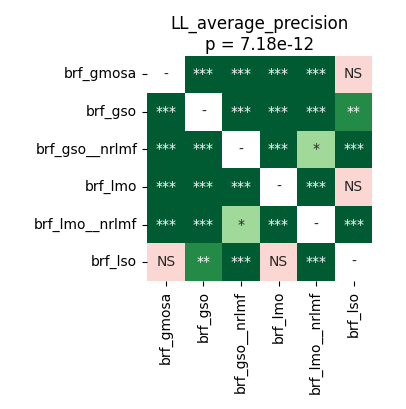 LL_average_precision
p = 7.18e-12
brf_gmosa - *** *** *** *** NS
brf_gso *** - *** *** *** **
brf_gso__nrlmf *** *** - *** * ***
brf_lmo *** *** *** - *** NS
brf_lmo__nrlmf *** *** * *** - ***
brf_lso NS ** *** NS *** -
brf_gmosa
brf_gso
brf_gso__nrlmf
brf_lmo
brf_lmo__nrlmf
brf_lso